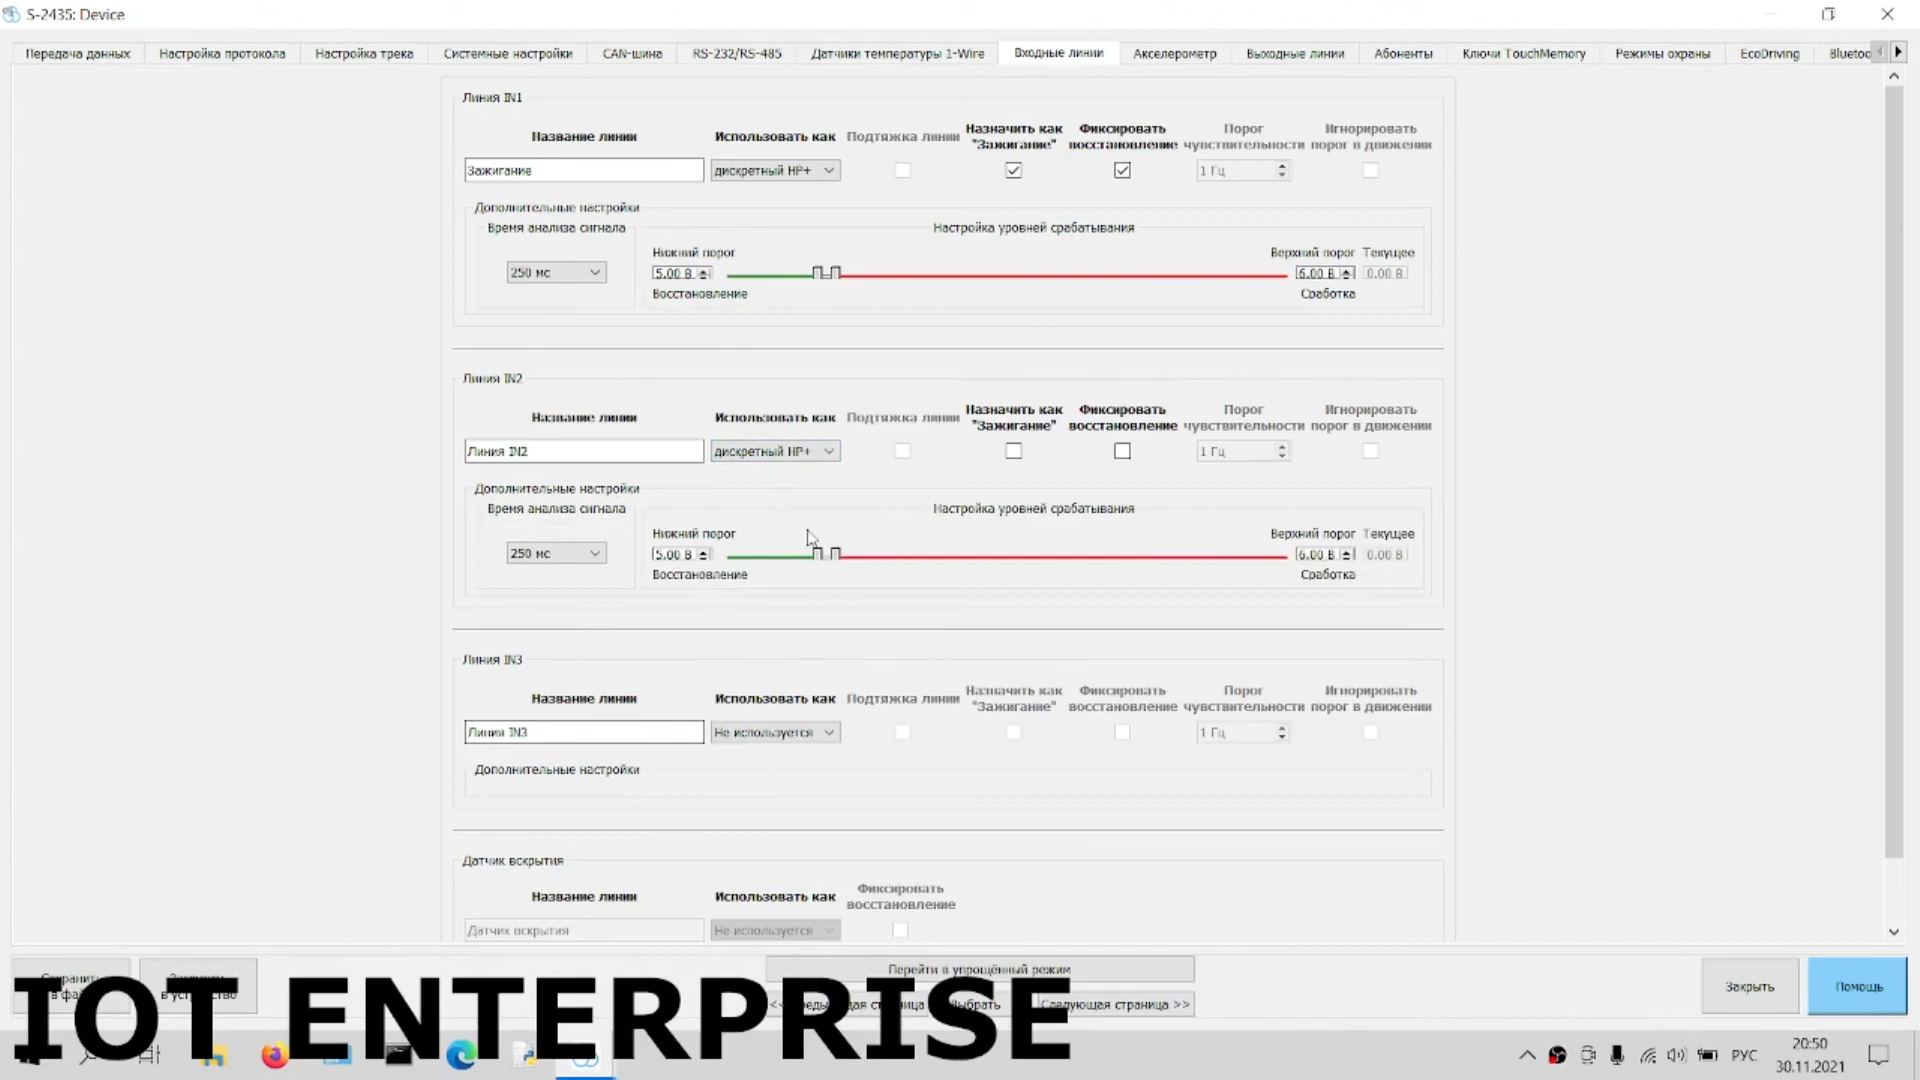 S-2435: Device
Передача данных Настройка протокола Настройка трека Системные настройки CAN-шина RS-232/RS-485 Датчики температуры 1-Wire Входные линии Акселерометр Выходные линии Абоненты Ключи TouchMemory Режимы охраны EcoDriving Bluetoo
Линия IN1
Название линии Использовать как Подтяжка линии Назначить как "Зажигание" Фиксировать восстановление Порог чувствительности Игнорировать порог в движении
Зажигание дискретный НР+ 1 Гц
Дополнительные настройки
Время анализа сигнала Настройка уровней срабатывания
Нижний порог Верхний порог Текущее
250 мс 5.00 В 6.00 В 0.00 В
Восстановление Сработка
Линия IN2
Название линии Использовать как Подтяжка линии Назначить как "Зажигание" Фиксировать восстановление Порог чувствительности Игнорировать порог в движении
Линия IN2 дискретный НР+ 1 Гц
Дополнительные настройки
Время анализа сигнала Настройка уровней срабатывания
Нижний порог Верхний порог Текущее
250 мс 5.00 В 6.00 В 0.00 В
Восстановление Сработка
Линия IN3
Название линии Использовать как Подтяжка линии Назначить как "Зажигание" Фиксировать восстановление Порог чувствительности Игнорировать порог в движении
Линия IN3 Не используется 1 Гц
Дополнительные настройки
Датчик вскрытия
Название линии Использовать как Фиксировать восстановление
Датчик вскрытия Не используется
Перейти в упрощённый режим
в устройство страница Выбрать Следующая страница >> Закрыть Помощь
IOT ENTERPRISE
РУС 20:50
30.11.2021